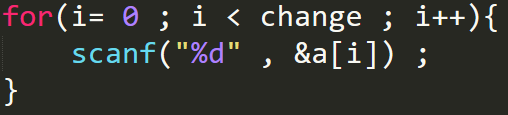 for(i= 0 ; i < change ; i++){
    scanf("%d" , &a[i]) ;
}